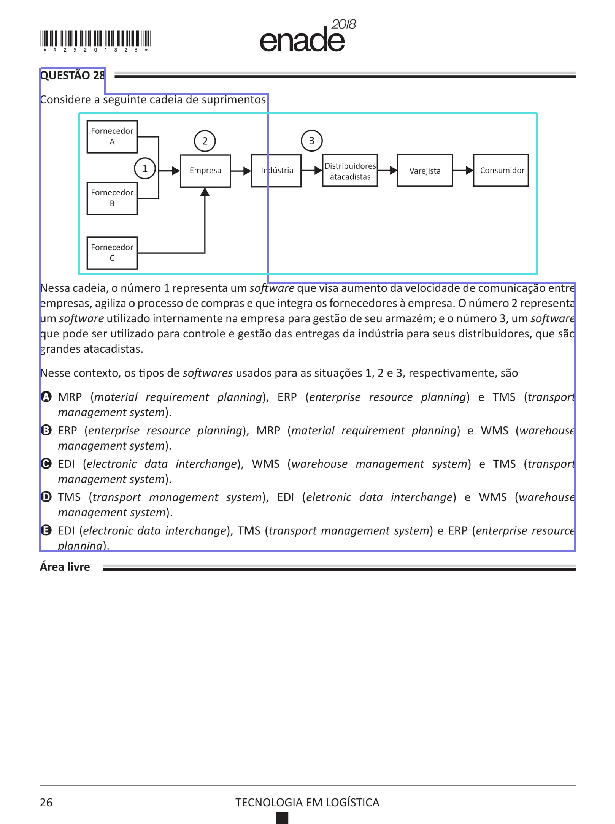 * R 2 9 2 0 1 8 2 6 *
enade 2018
QUESTÃO 28
Considere a seguinte cadeia de suprimentos
Fornecedor
A
1
Fornecedor
B
Fornecedor
C
2
Empresa
Indústria
3
Distribuidores
atacadistas
Varejista
Consumidor
Nessa cadeia, o número 1 representa um software que visa aumento da velocidade de comunicação entre
empresas, agiliza o processo de compras e que integra os fornecedores à empresa. O número 2 representa
um software utilizado internamente na empresa para gestão de seu armazém; e o número 3, um software
que pode ser utilizado para controle e gestão das entregas da indústria para seus distribuidores, que são
grandes atacadistas.
Nesse contexto, os tipos de softwares usados para as situações 1, 2 e 3, respectivamente, são
A MRP (material requirement planning), ERP (enterprise resource planning) e TMS (transport
management system).
B ERP (enterprise resource planning), MRP (material requirement planning) e WMS (warehouse
management system).
C EDI (electronic data interchange), WMS (warehouse management system) e TMS (transport
management system).
D TMS (transport management system), EDI (eletronic data interchange) e WMS (warehouse
management system).
E EDI (electronic data interchange), TMS (transport management system) e ERP (enterprise resource
planning).
Área livre
26
TECNOLOGIA EM LOGÍSTICA